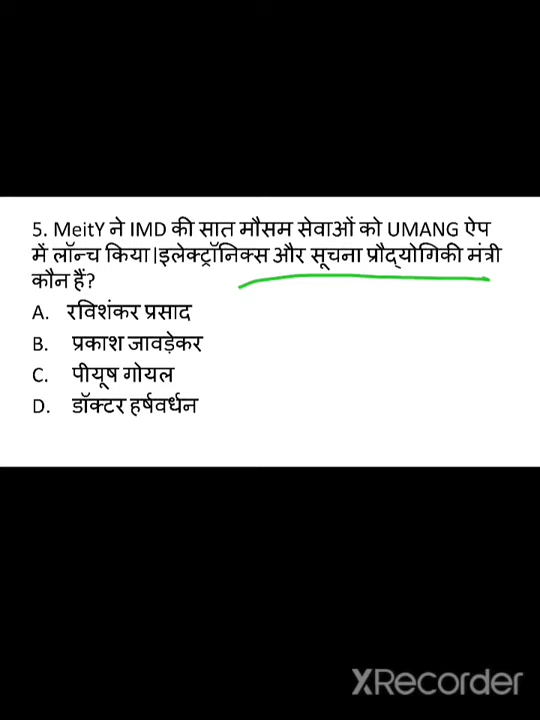 5. MeitY ने IMD की सात मौसम सेवाओं को UMANG ऐप
में लॉन्च किया।इलेक्ट्रॉनिक्स और सूचना प्रौद्योगिकी मंत्री
कौन हैं?
A. रविशंकर प्रसाद
B. प्रकाश जावड़ेकर
C. पीयूष गोयल
D. डॉक्टर हर्षवर्धन
XRecorder